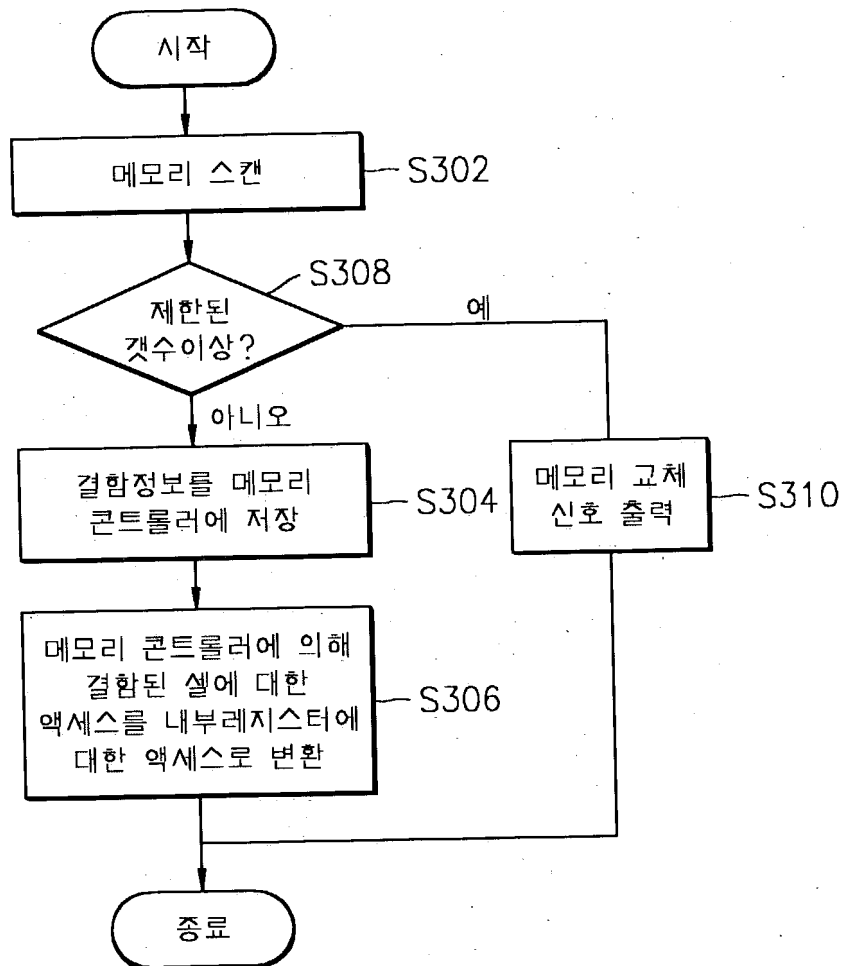 시작
메모리 스캔
S302
S308
제한된
갯수이상?
예
아니오
결함정보를 메모리
콘트롤러에 저장
S304
메모리 교체
신호 출력
S310
메모리 콘트롤러에 의해
결함된 셀에 대한
액세스를 내부레지스터에
대한 액세스로 변환
S306
종료